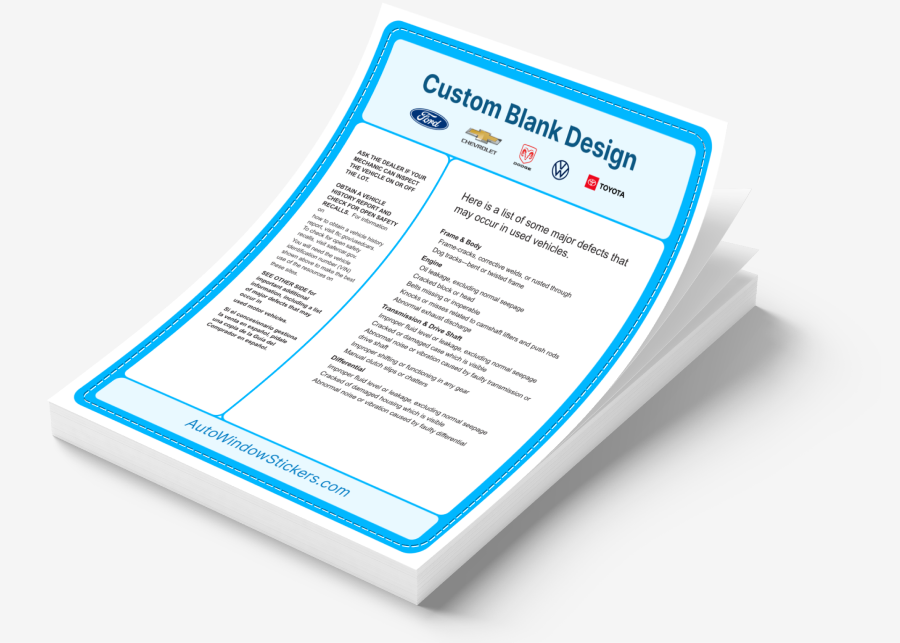 Custom Blank Design
Ford
CHEVROLET
DODGE
TOYOTA
ASK THE DEALER IF YOUR
MECHANIC CAN INSPECT
THE VEHICLE ON OR OFF
THE LOT.
OBTAIN A VEHICLE
HISTORY REPORT AND
CHECK FOR OPEN SAFETY
RECALLS. For information
on
how to obtain a vehicle history
report, visit ftc.gov/usedcars.
To check for open safety
recalls, visit safercar.gov.
You will need the vehicle
identification number (VIN)
shown above to make the best
use of the resources on
these sites.
SEE OTHER SIDE for
important additional
information, including a list
of major defects that may
occur in
used motor vehicles.
Si el concesionario gestiona
la venta en español, pídale
una copia de la Guía del
Comprador en español.
Here is a list of some major defects that
may occur in used vehicles.
Frame & Body
Frame-cracks, corrective welds, or rusted through
Dog tracks—bent or twisted frame
Engine
Oil leakage, excluding normal seepage
Cracked block or head
Belts missing or inoperable
Knocks or misses related to camshaft lifters and push rods
Abnormal exhaust discharge
Transmission & Drive Shaft
Improper fluid level or leakage, excluding normal seepage
Cracked or damaged case which is visible
Abnormal noise or vibration caused by faulty transmission or
drive shaft
Improper shifting or functioning in any gear
Manual clutch slips or chatters
Differential
Improper fluid level or leakage, excluding normal seepage
Cracked of damaged housing which is visible
Abnormal noise or vibration caused by faulty differential
AutoWindowStickers.com